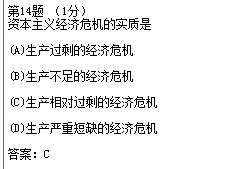 第14题 (1分)
资本主义经济危机的实质是
(A)生产过剩的经济危机
(B)生产不足的经济危机
(C)生产相对过剩的经济危机
(D)生产严重短缺的经济危机
答案：C